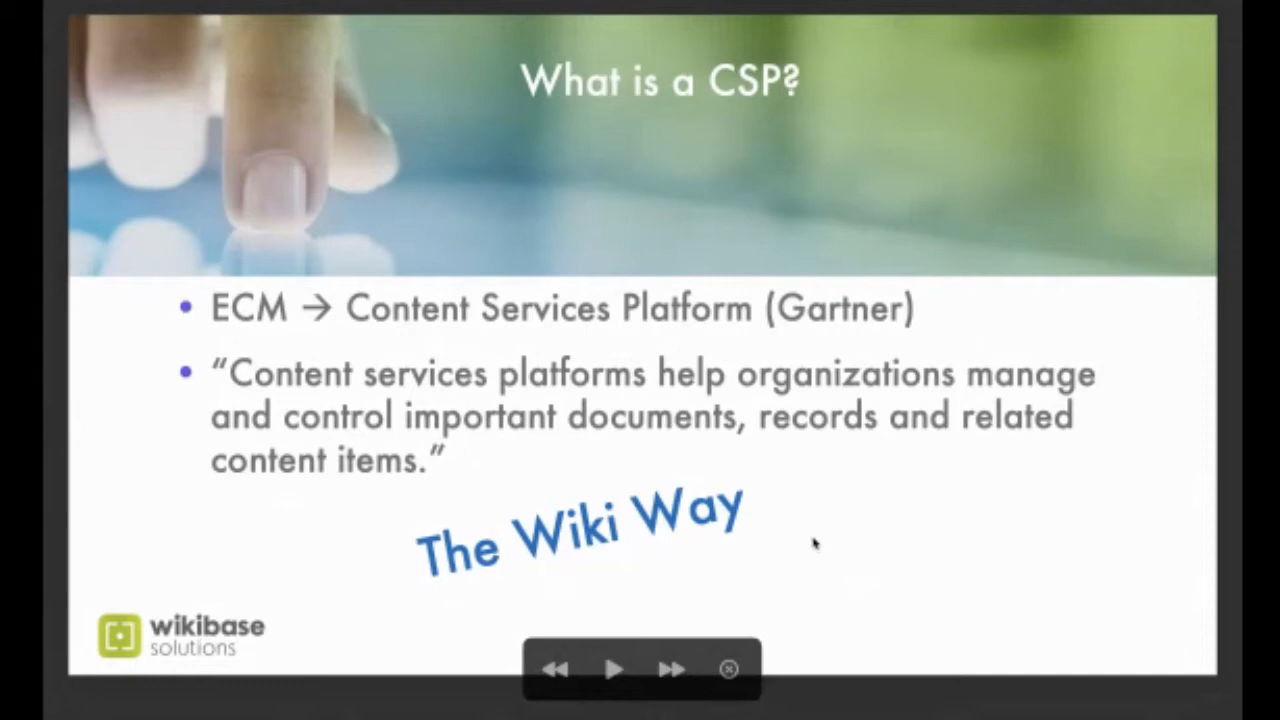 What is a CSP?
• ECM → Content Services Platform (Gartner)
• “Content services platforms help organizations manage
and control important documents, records and related
content items.”
The Wiki Way
wikibase
solutions